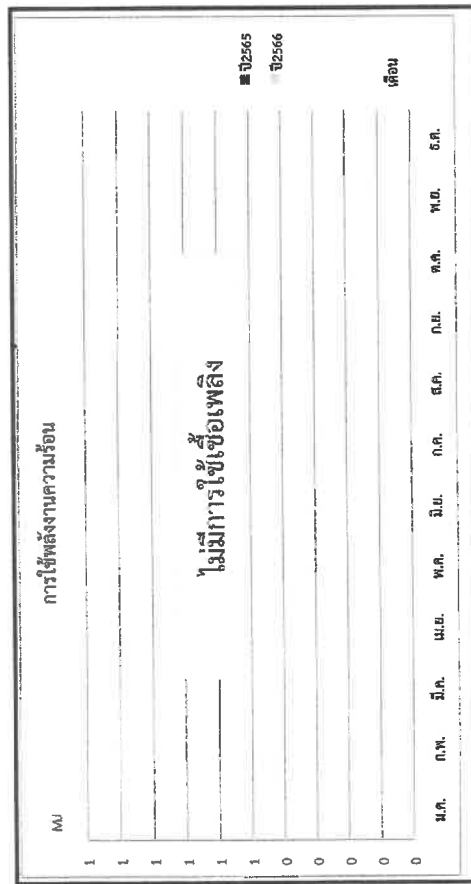 การใช้พลังงานความร้อน
MJ
1
1
1
1
1
1
0
0
0
0
0
ไม่มีการใช้เชื้อเพลิง
ม.ค. ก.พ. มี.ค. เม.ย. พ.ค. มิ.ย. ก.ค. ส.ค. ก.ย. ต.ค. พ.ย. ธ.ค.
เดือน
ปี2565
ปี2566